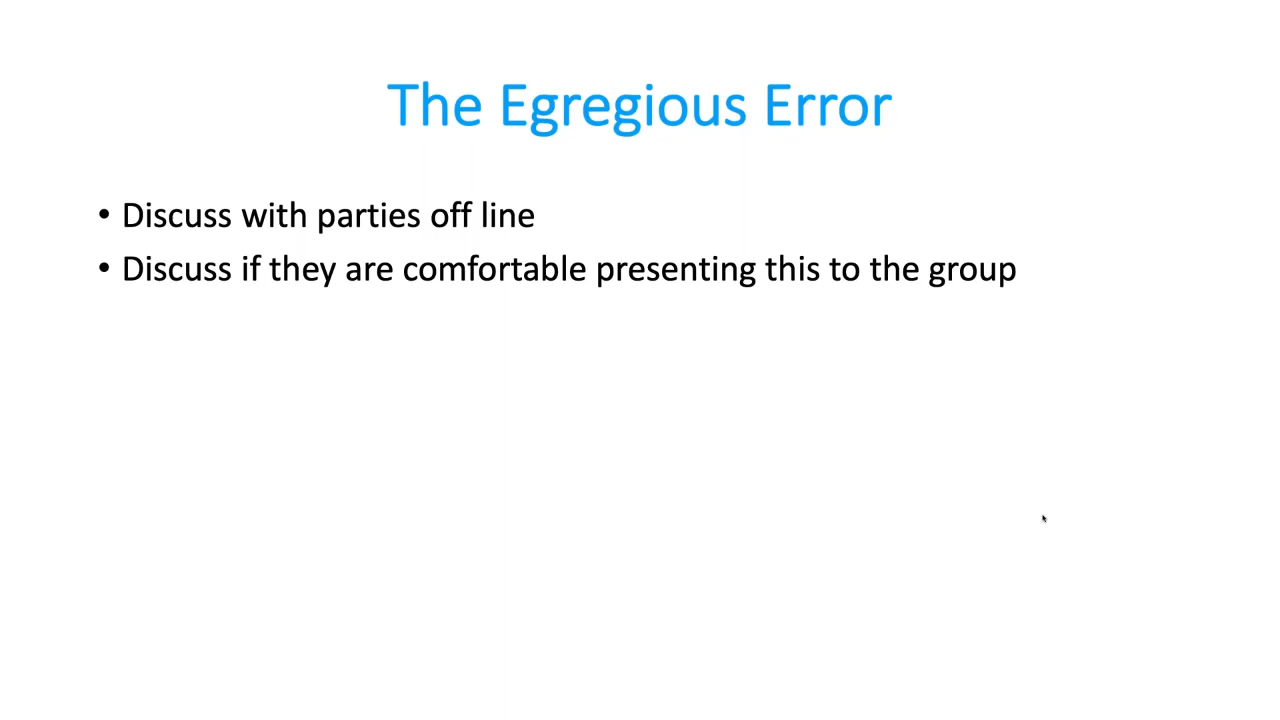 The Egregious Error
• Discuss with parties off line
• Discuss if they are comfortable presenting this to the group